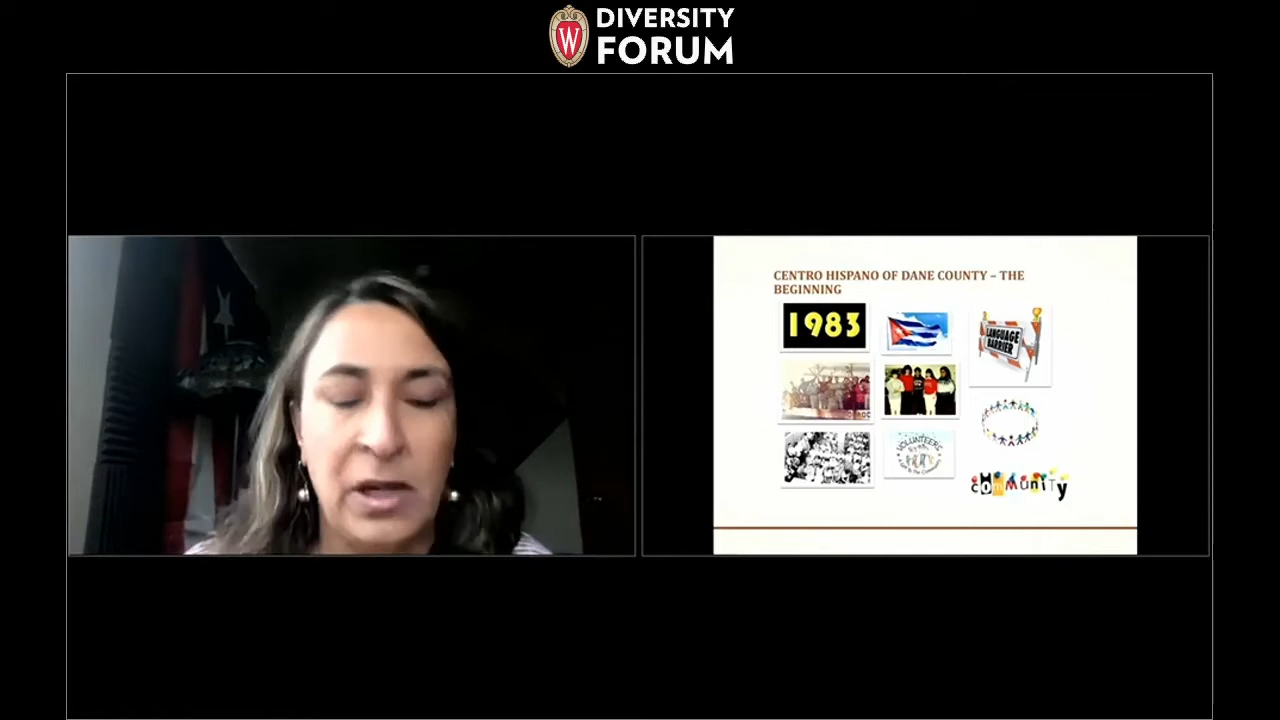 DIVERSITY
FORUM
W
CENTRO HISPANO OF DANE COUNTY – THE
BEGINNING
1983
LANGUAGE
BARRIER
VOLUNTEERS
COMMUNITY